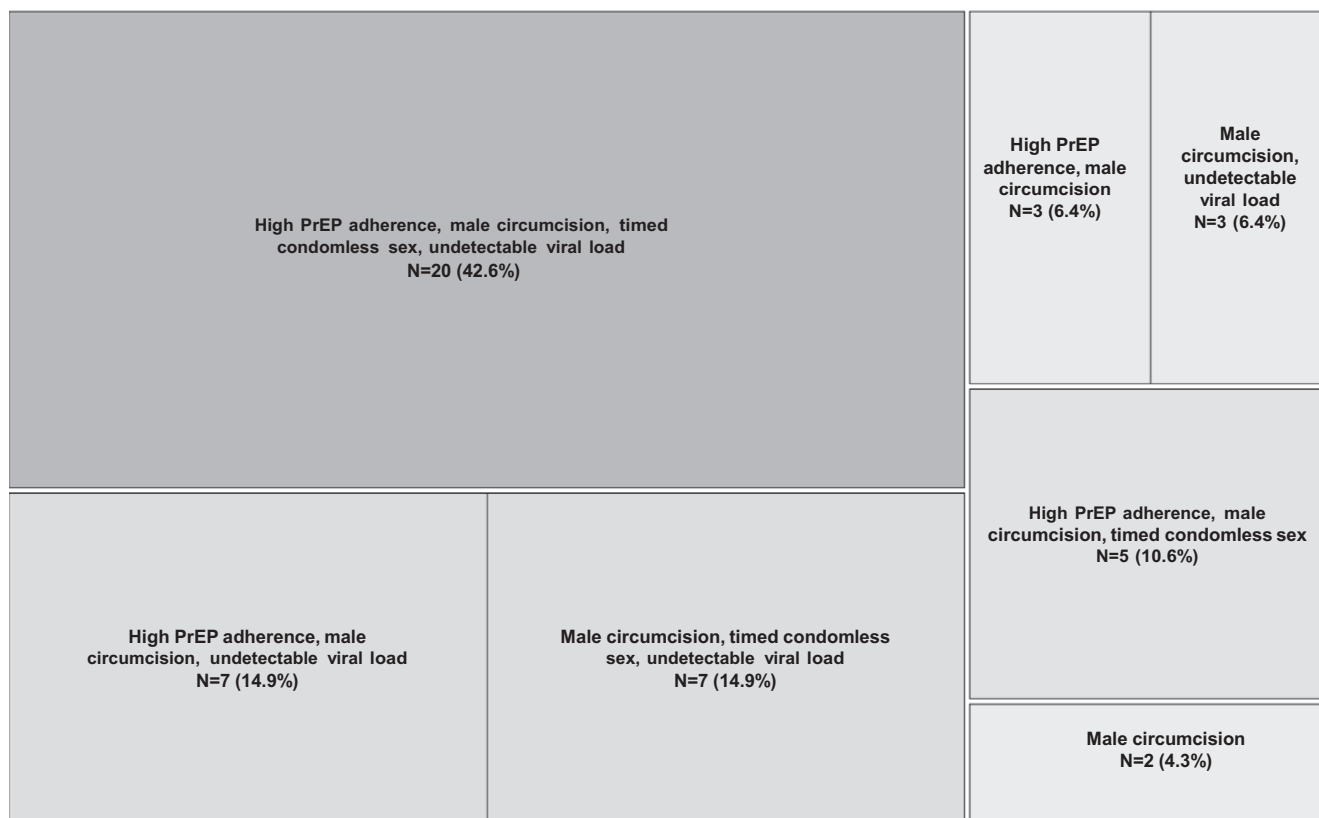 High PrEP adherence, male circumcision, timed
condomless sex, undetectable viral load
N=20 (42.6%)
High PrEP
adherence, male
circumcision
N=3 (6.4%)
Male
circumcision,
undetectable
viral load
N=3 (6.4%)
High PrEP adherence, male
circumcision, timed condomless sex
N=5 (10.6%)
High PrEP adherence, male
circumcision, undetectable viral load
N=7 (14.9%)
Male circumcision, timed condomless
sex, undetectable viral load
N=7 (14.9%)
Male circumcision
N=2 (4.3%)